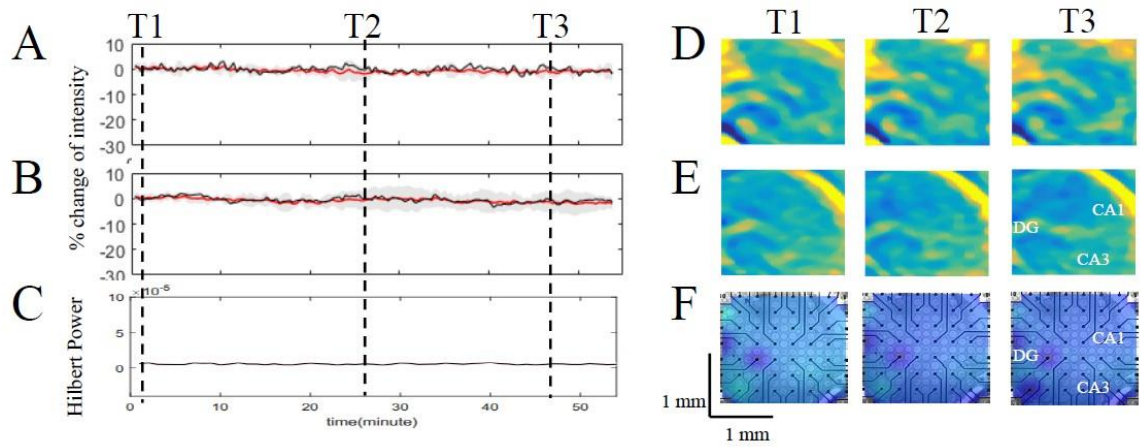 T1 T2 T3
A
10
0
-10
-20
-30
B
10
0
-10
-20
-30
% change of intensity
C
×10⁻⁵
10
5
0
Hilbert Power
0 10 20 30 40 50
time(minute)
T1 T2 T3
D
E
CA1
DG
CA3
F
CA1
DG
CA3
1 mm
1 mm